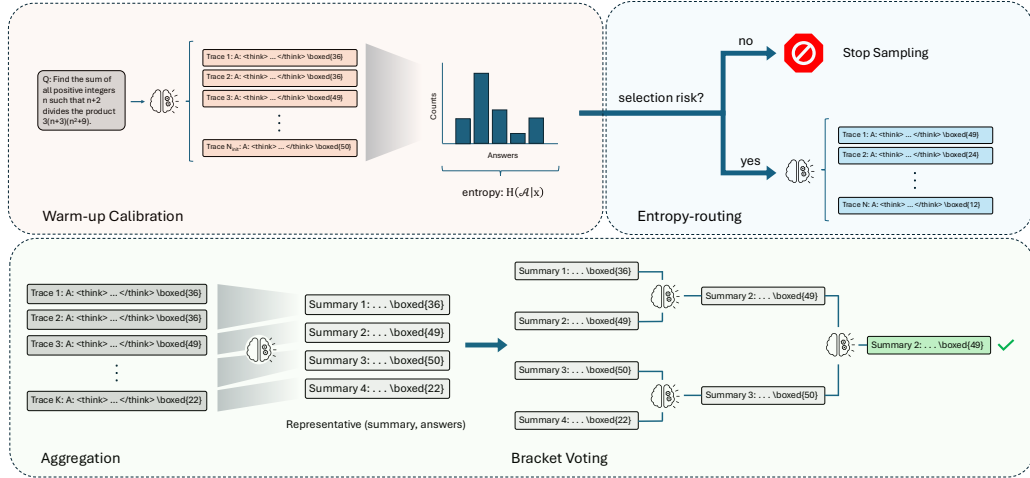 Q: Find the sum of
all positive integers
n such that n+2
divides the product
3(n+3)(n²+9).
Trace 1: A: <think> ... </think> \boxed{36}
Trace 2: A: <think> ... </think> \boxed{36}
Trace 3: A: <think> ... </think> \boxed{49}
Trace N_init: A: <think> ... </think> \boxed{50}
Counts
Answers
entropy: H(𝒜|x)
Warm-up Calibration
selection risk?
no
Stop Sampling
yes
Trace 1: A: <think> ... </think> \boxed{49}
Trace 2: A: <think> ... </think> \boxed{24}
Trace N: A: <think> ... </think> \boxed{12}
Entropy-routing
Trace 1: A: <think> ... </think> \boxed{36}
Trace 2: A: <think> ... </think> \boxed{36}
Trace 3: A: <think> ... </think> \boxed{49}
Trace K: A: <think> ... </think> \boxed{22}
Summary 1: . . . \boxed{36}
Summary 2: . . . \boxed{49}
Summary 3: . . . \boxed{50}
Summary 4: . . . \boxed{22}
Representative (summary, answers)
Aggregation
Summary 1: . . . \boxed{36}
Summary 2: . . . \boxed{49}
Summary 3: . . . \boxed{50}
Summary 4: . . . \boxed{22}
Summary 2: . . . \boxed{49}
Summary 3: . . . \boxed{50}
Summary 2: . . . \boxed{49}
Bracket Voting